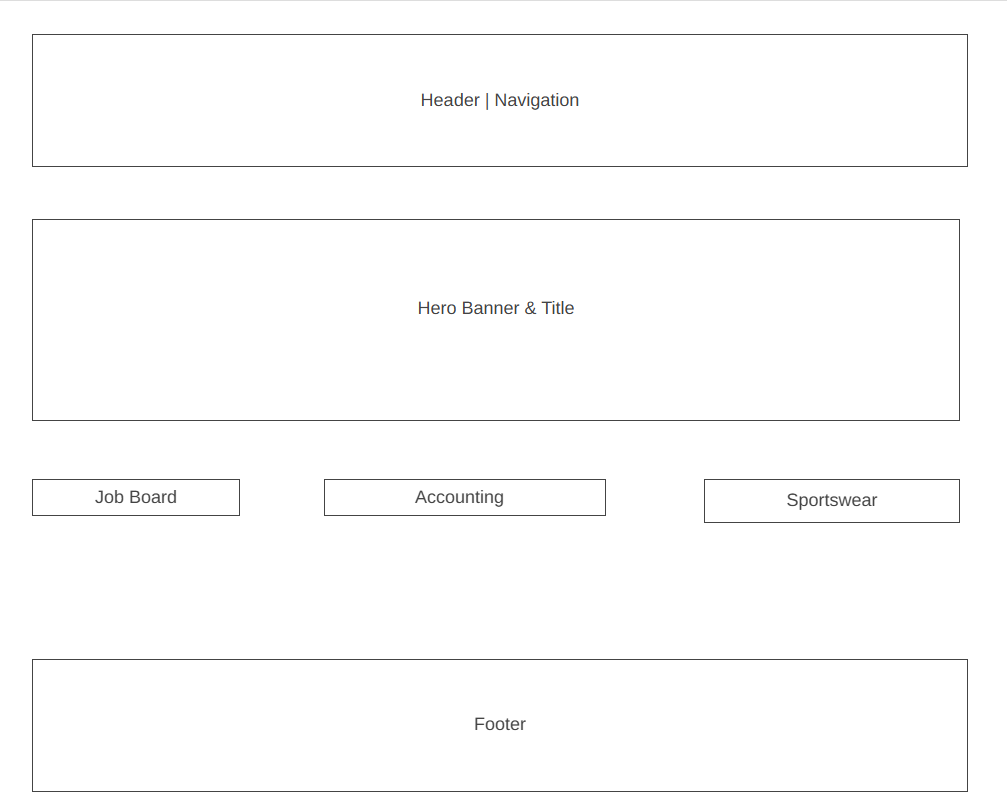 Header | Navigation
Hero Banner & Title
Job Board
Accounting
Sportswear
Footer